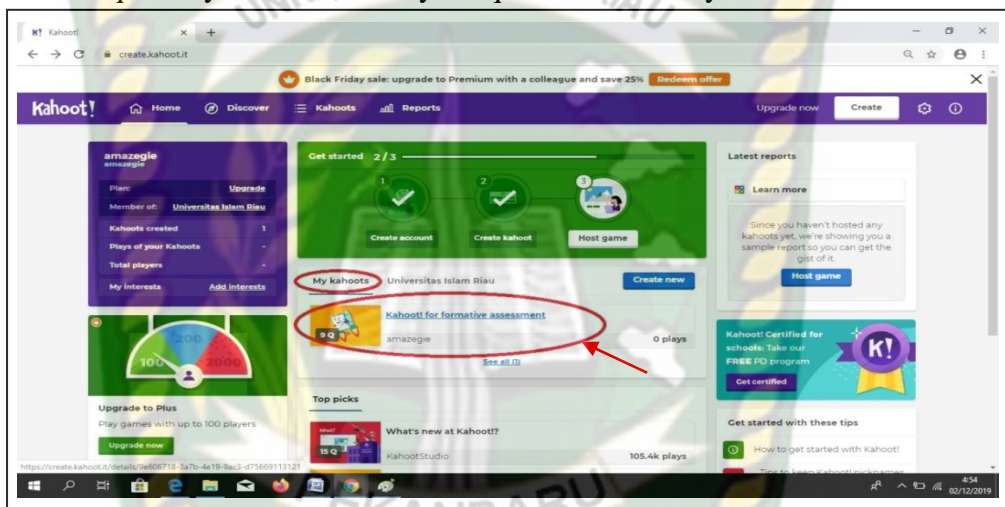 K! Kahoot!
create.kahoot.it
Black Friday sale: upgrade to Premium with a colleague and save 25% Redeem offer
Kahoot! Home Discover Kahoots Reports Upgrade now Create
amazegie
amazegie
Plan: Upgrade
Member of: Universitas Islam Riau
Kahoots created 1
Plays of your Kahoots -
Total players -
My interests Add interests
100 200 2000
Upgrade to Plus
Play games with up to 100 players
Upgrade now
Get started 2/3
1 2 3
Create account Create kahoot Host game
My kahoots Universitas Islam Riau Create new
Kahoot! for formative assessment
9 Q
amazegie 0 plays
See all (1)
Top picks
What's new at Kahoot!?
15 Q
KahootStudio 105.4k plays
Latest reports
Learn more
Since you haven't hosted any
kahoots yet, we're showing you a
sample report so you can get the
gist of it.
Host game
Kahoot! Certified for
schools: Take our
FREE PD program
K!
Get certified
Get started with these tips
How to get started with Kahoot!
Tips to keep Kahoot! nicknames
4:54
02/12/2019